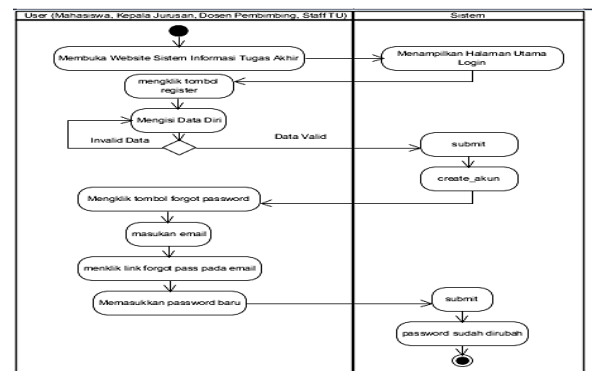 User (Mahasiswa, Kepala Jurusan, Dosen Pembimbing, Staff TU)
Sistem
Membuka Website Sistem Informasi Tugas Akhir
Menampilkan Halaman Utama
Login
mengklik tombol
register
Mengisi Data Diri
Invalid Data
Data Valid
submit
create_akun
Mengklik tombol forgot password
masukan email
menklik link forgot pass pada email
Memasukkan password baru
submit
password sudah dirubah